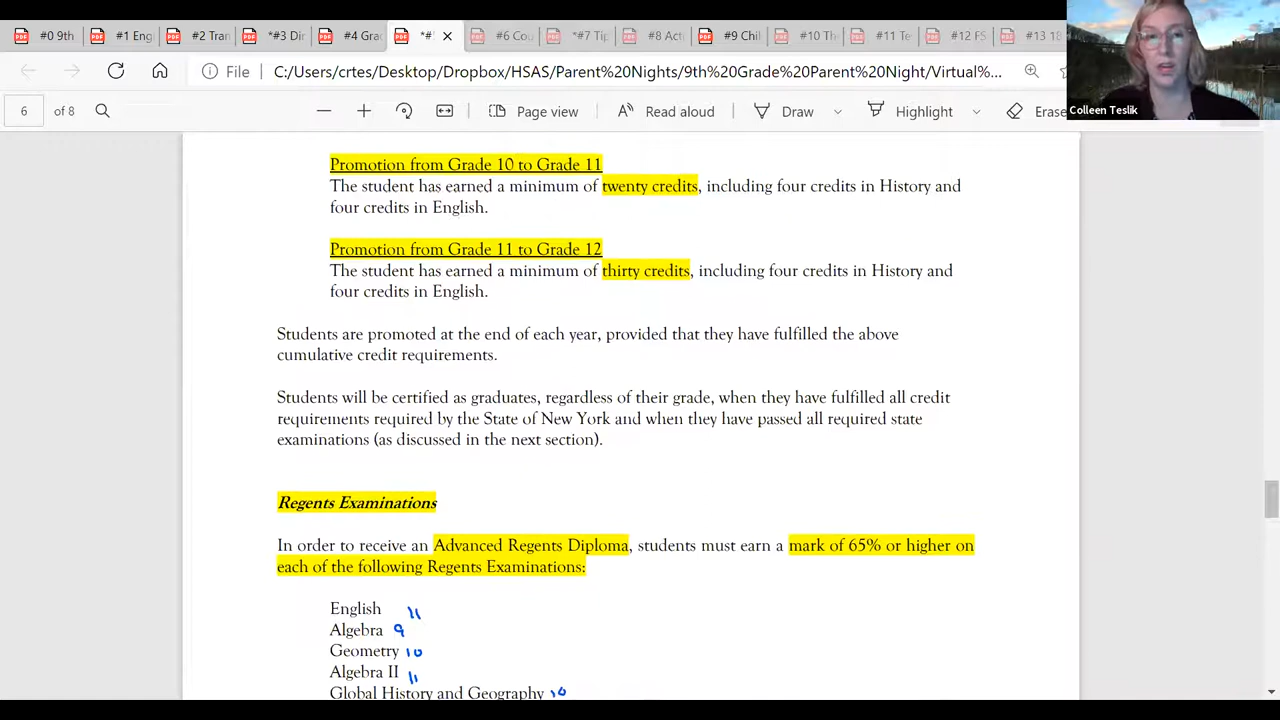 #0 9th
#1 Eng
#2 Tran
*#3 Dir
#4 Grad
*#
#6 Cou
*#7 Tip
#8 Act
#9 Chil
#10 The
#11 Te
#12 FS
#13 18
File
C:/Users/crtes/Desktop/Dropbox/HSAS/Parent%20Nights/9th%20Grade%20Parent%20Night/Virtual%...
Colleen Teslik
6 of 8
Page view
Read aloud
Draw
Highlight
Erase
Promotion from Grade 10 to Grade 11
The student has earned a minimum of twenty credits, including four credits in History and
four credits in English.
Promotion from Grade 11 to Grade 12
The student has earned a minimum of thirty credits, including four credits in History and
four credits in English.
Students are promoted at the end of each year, provided that they have fulfilled the above
cumulative credit requirements.
Students will be certified as graduates, regardless of their grade, when they have fulfilled all credit
requirements required by the State of New York and when they have passed all required state
examinations (as discussed in the next section).
Regents Examinations
In order to receive an Advanced Regents Diploma, students must earn a mark of 65% or higher on
each of the following Regents Examinations:
English 11
Algebra 9
Geometry 10
Algebra II 11
Global History and Geography 10